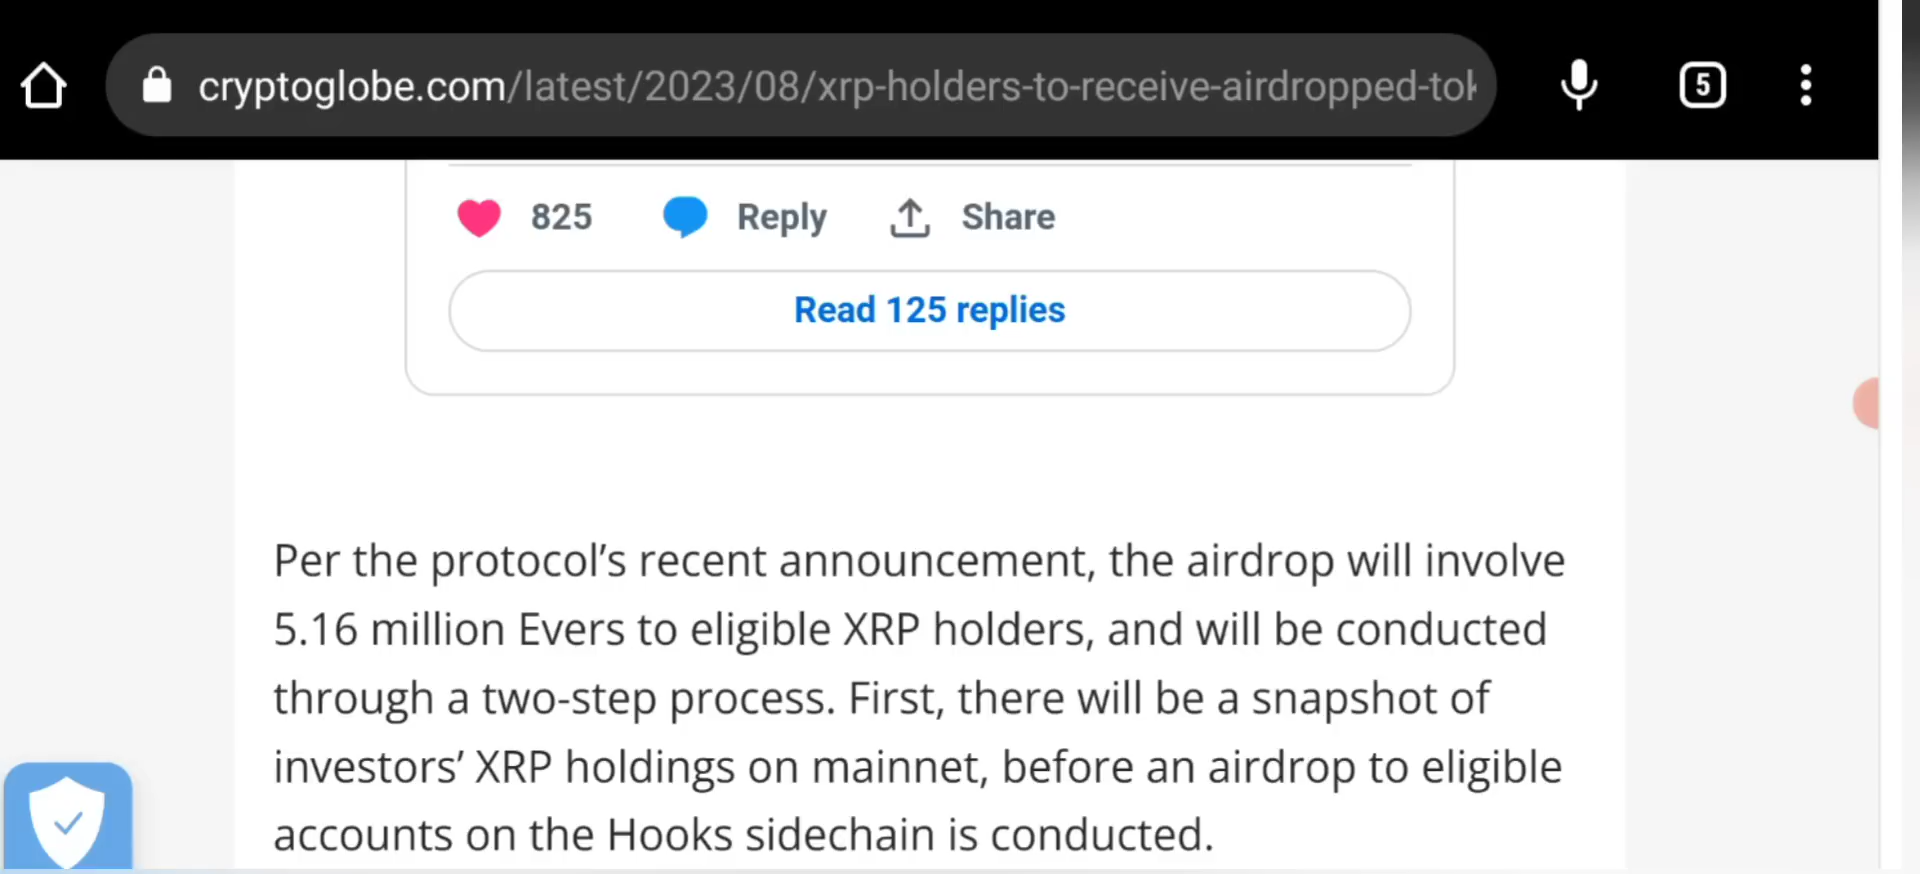 cryptoglobe.com/latest/2023/08/xrp-holders-to-receive-airdropped-tok
5
825 Reply Share
Read 125 replies
Per the protocol’s recent announcement, the airdrop will involve
5.16 million Evers to eligible XRP holders, and will be conducted
through a two-step process. First, there will be a snapshot of
investors’ XRP holdings on mainnet, before an airdrop to eligible
accounts on the Hooks sidechain is conducted.